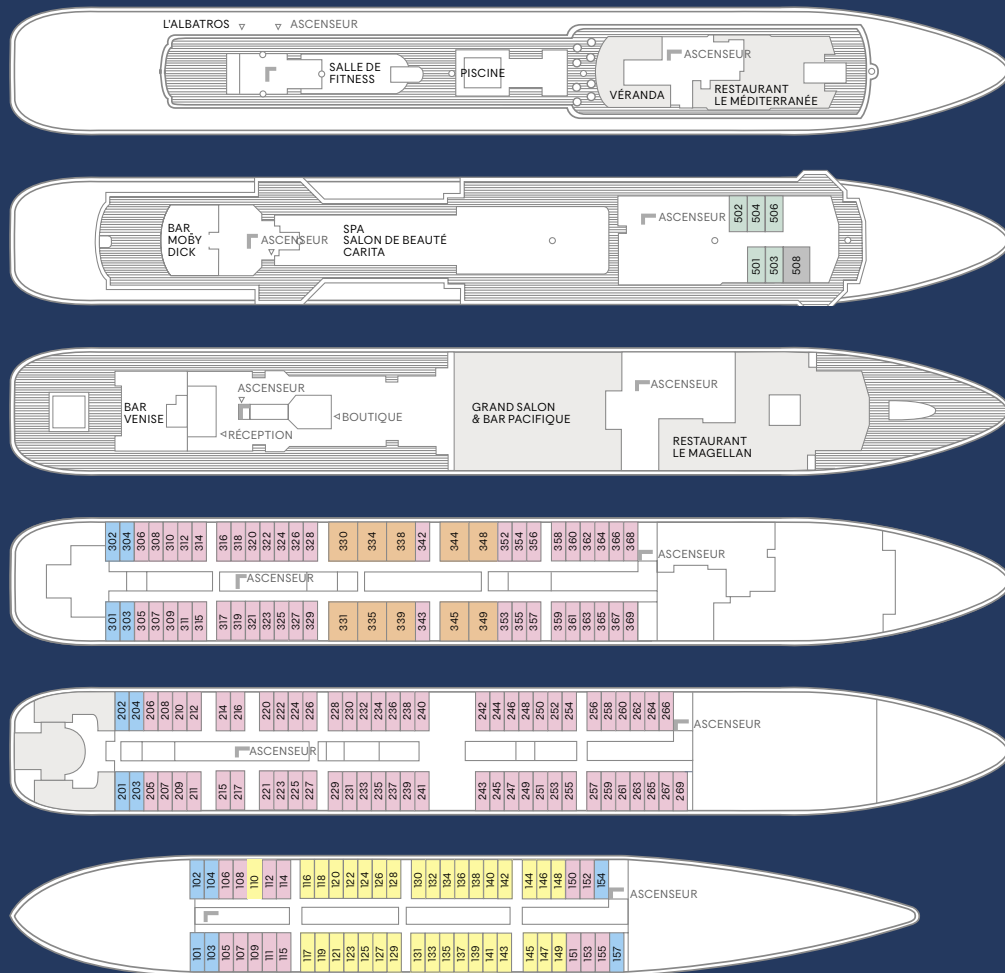 L'ALBATROS
ASCENSEUR
SALLE DE
FITNESS
PISCINE
ASCENSEUR
VÉRANDA
RESTAURANT
LE MÉDITERRANÉE
BAR
MOBY
DICK
ASCENSEUR
SPA
SALON DE BEAUTÉ
CARITA
ASCENSEUR
502 504 506
501 503 508
BAR
VENISE
ASCENSEUR
RÉCEPTION
BOUTIQUE
GRAND SALON
& BAR PACIFIQUE
ASCENSEUR
RESTAURANT
LE MAGELLAN
302 304 306 308 310 312 314 316 318 320 322 324 326 328 330 334 338 342 344 348 352 354 356 358 360 362 364 366 368
ASCENSEUR
ASCENSEUR
301 303 305 307 309 311 315 317 319 321 323 325 327 329 331 335 339 343 345 349 353 355 357 359 361 363 365 367 369
202 204 206 208 210 212 214 216 220 222 224 226 228 230 232 234 236 238 240 242 244 246 248 250 252 254 256 258 260 262 264 266
ASCENSEUR
ASCENSEUR
201 203 205 207 209 211 215 217 221 223 225 227 229 231 233 235 237 239 241 243 245 247 249 251 253 255 257 259 261 263 265 267 269
102 104 106 108 110 112 114 116 118 120 122 124 126 128 130 132 134 136 138 140 142 144 146 148 150 152 154
ASCENSEUR
101 103 105 107 109 111 115 117 119 121 123 125 127 129 131 133 135 137 139 141 143 145 147 149 151 153 155 157